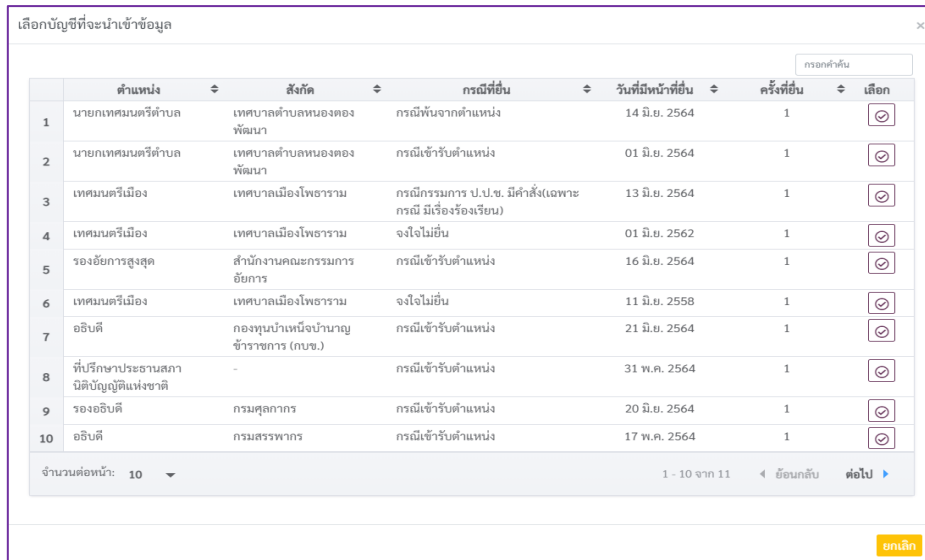 เลือกบัญชีที่จะนำเข้าข้อมูล ×
กรอกคำค้น
ตำแหน่ง สังกัด กรณีที่ยื่น วันที่มีหน้าที่ยื่น ครั้งที่ยื่น เลือก
1 นายกเทศมนตรีตำบล เทศบาลตำบลหนองตอง กรณีพ้นจากตำแหน่ง 14 มิ.ย. 2564 1
พัฒนา
2 นายกเทศมนตรีตำบล เทศบาลตำบลหนองตอง กรณีเข้ารับตำแหน่ง 01 มิ.ย. 2564 1
พัฒนา
3 เทศมนตรีเมือง เทศบาลเมืองโพธาราม กรณีกรรมการ ป.ป.ช. มีคำสั่ง(เฉพาะ 13 มิ.ย. 2564 1
กรณี มีเรื่องร้องเรียน)
4 เทศมนตรีเมือง เทศบาลเมืองโพธาราม จงใจไม่ยื่น 01 มิ.ย. 2562 1
5 รองอัยการสูงสุด สำนักงานคณะกรรมการ กรณีเข้ารับตำแหน่ง 16 มิ.ย. 2564 1
อัยการ
6 เทศมนตรีเมือง เทศบาลเมืองโพธาราม จงใจไม่ยื่น 11 มิ.ย. 2558 1
7 อธิบดี กองทุนบำเหน็จบำนาญ กรณีเข้ารับตำแหน่ง 21 มิ.ย. 2564 1
ข้าราชการ (กบข.)
8 ที่ปรึกษาประธานสภา - กรณีเข้ารับตำแหน่ง 31 พ.ค. 2564 1
นิติบัญญัติแห่งชาติ
9 รองอธิบดี กรมศุลกากร กรณีเข้ารับตำแหน่ง 20 มิ.ย. 2564 1
10 อธิบดี กรมสรรพากร กรณีเข้ารับตำแหน่ง 17 พ.ค. 2564 1
จำนวนต่อหน้า: 10 1 - 10 จาก 11 ย้อนกลับ ต่อไป
ยกเลิก